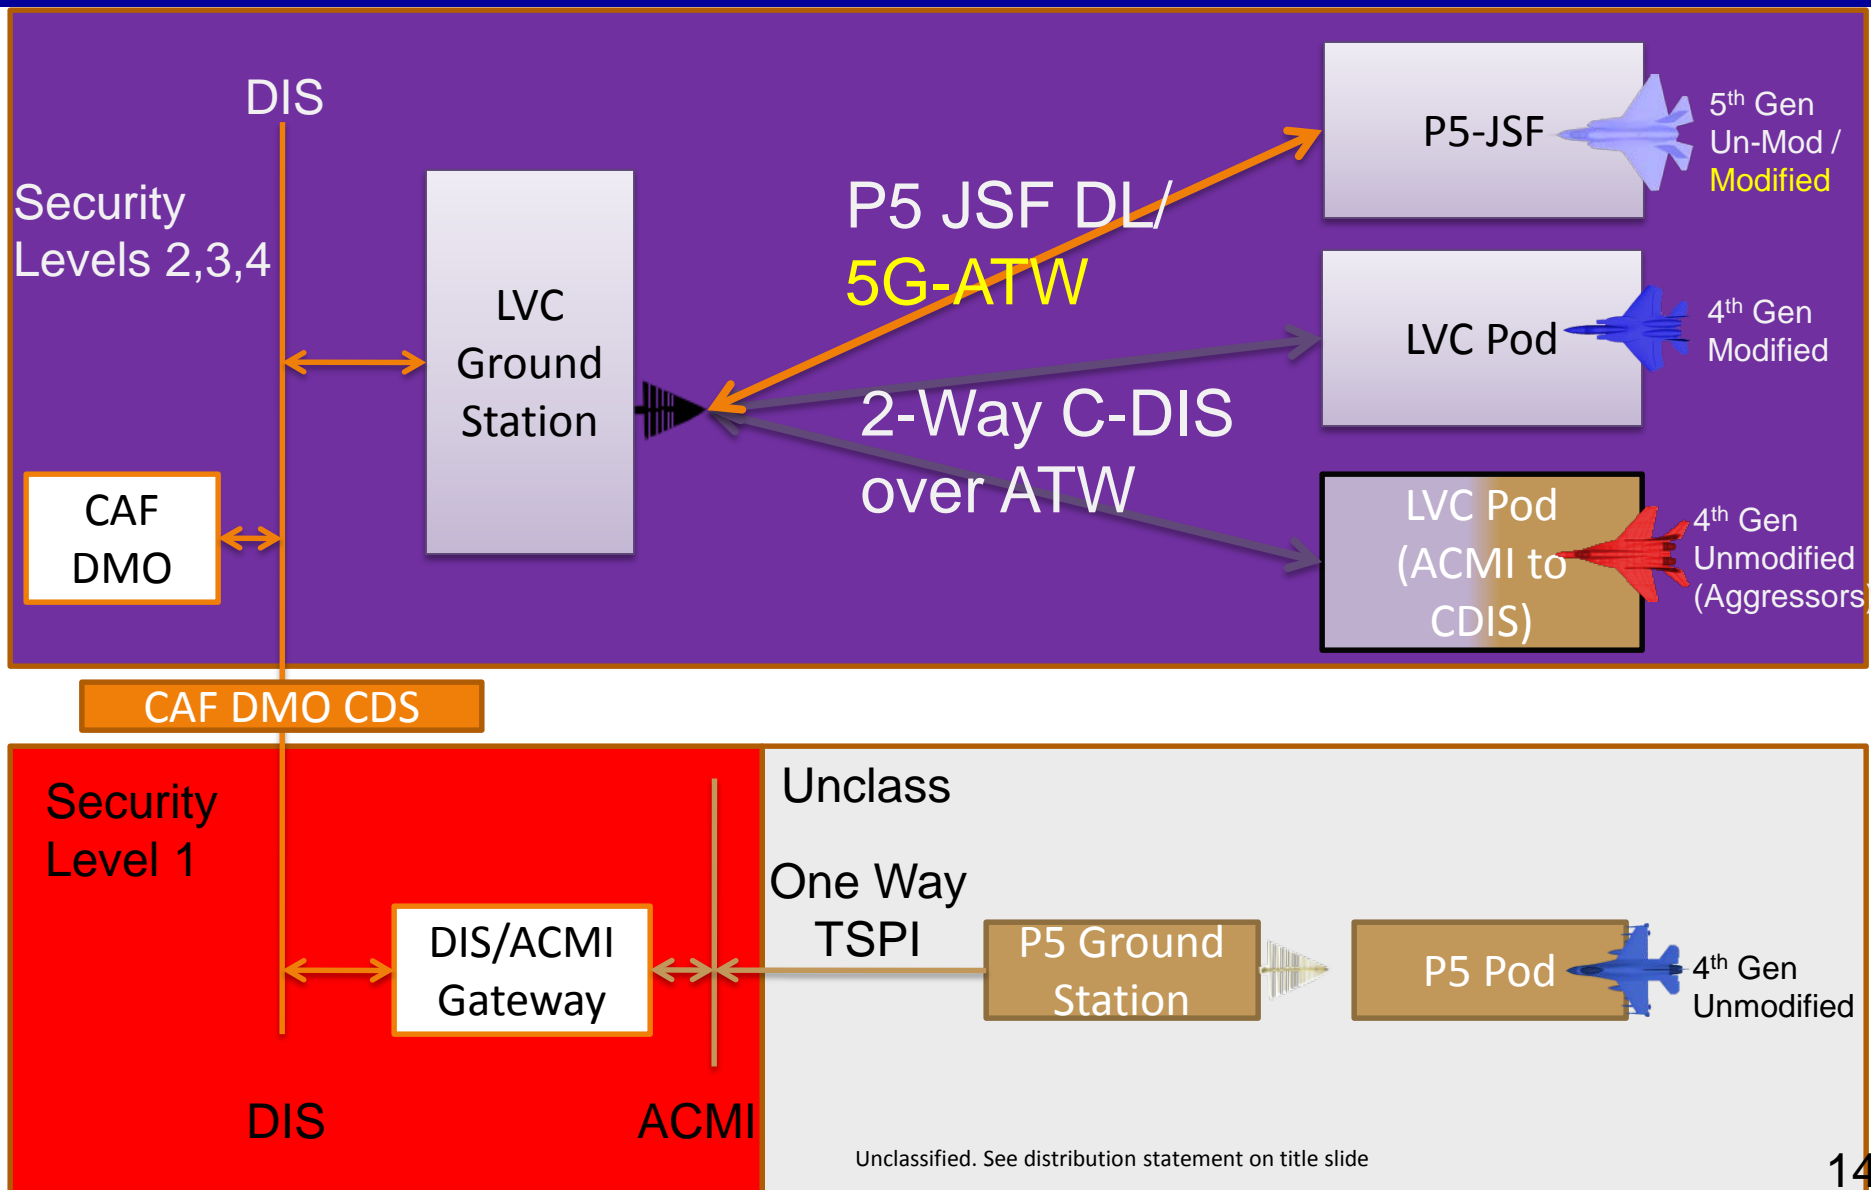 DIS
Security
Levels 2,3,4
LVC
Ground
Station
CAF
DMO
P5 JSF DL/
5G-ATW
2-Way C-DIS
over ATW
P5-JSF
5th Gen
Un-Mod /
Modified
LVC Pod
4th Gen
Modified
LVC Pod
(ACMI to
CDIS)
4th Gen
Unmodified
(Aggressors)
CAF DMO CDS
Security
Level 1
DIS/ACMI
Gateway
DIS
ACMI
Unclass
One Way
TSPI
P5 Ground
Station
P5 Pod
4th Gen
Unmodified
Unclassified. See distribution statement on title slide
14